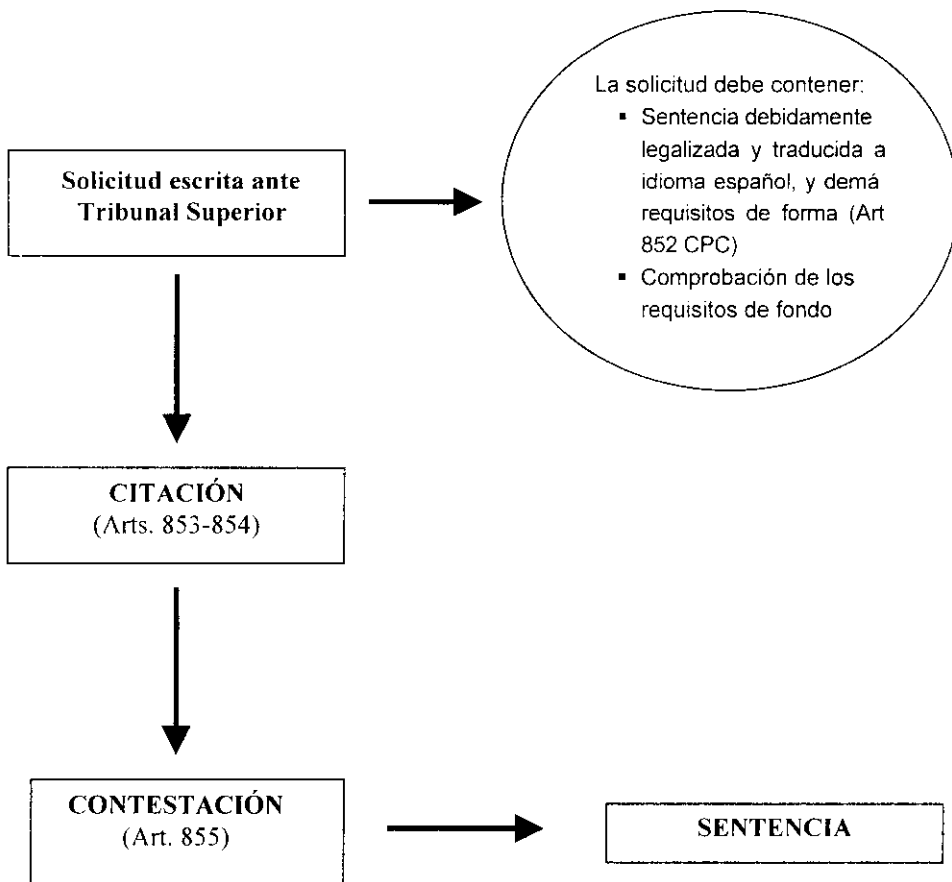 Solicitud escrita ante
Tribunal Superior
La solicitud debe contener:
▪ Sentencia debidamente
legalizada y traducida a
idioma español, y demá
requisitos de forma (Art
852 CPC)
▪ Comprobación de los
requisitos de fondo
CITACIÓN
(Arts. 853-854)
CONTESTACIÓN
(Art. 855)
SENTENCIA